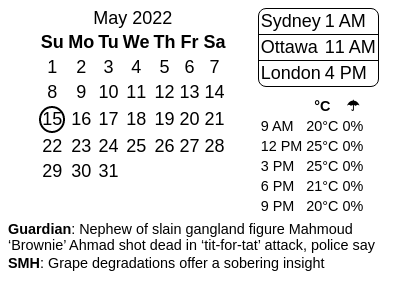 May 2022
Su Mo Tu We Th Fr Sa
1 2 3 4 5 6 7
8 9 10 11 12 13 14
15 16 17 18 19 20 21
22 23 24 25 26 27 28
29 30 31
Sydney 1 AM
Ottawa 11 AM
London 4 PM
°C ☂
9 AM 20°C 0%
12 PM 25°C 0%
3 PM 25°C 0%
6 PM 21°C 0%
9 PM 20°C 0%
Guardian: Nephew of slain gangland figure Mahmoud
‘Brownie’ Ahmad shot dead in ‘tit-for-tat’ attack, police say
SMH: Grape degradations offer a sobering insight